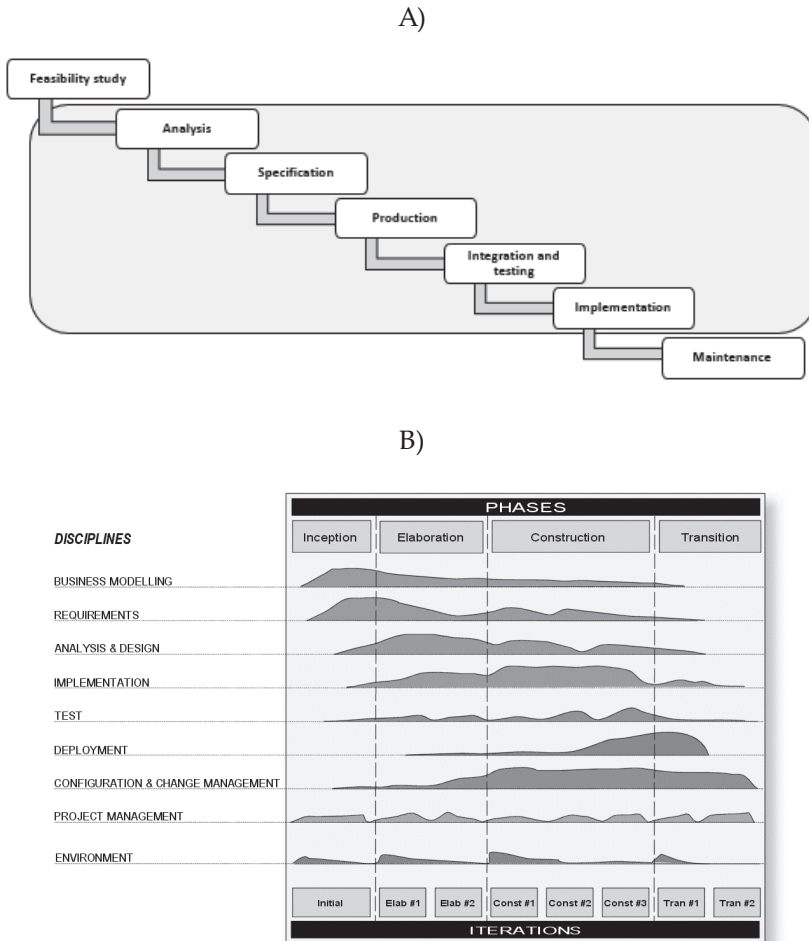 A)
Feasibility study
Analysis
Specification
Production
Integration and
testing
Implementation
Maintenance
B)
PHASES
DISCIPLINES
Inception
Elaboration
Construction
Transition
BUSINESS MODELLING
REQUIREMENTS
ANALYSIS & DESIGN
IMPLEMENTATION
TEST
DEPLOYMENT
CONFIGURATION & CHANGE MANAGEMENT
PROJECT MANAGEMENT
ENVIRONMENT
Initial
Elab #1
Elab #2
Const #1
Const #2
Const #3
Tran #1
Tran #2
ITERATIONS